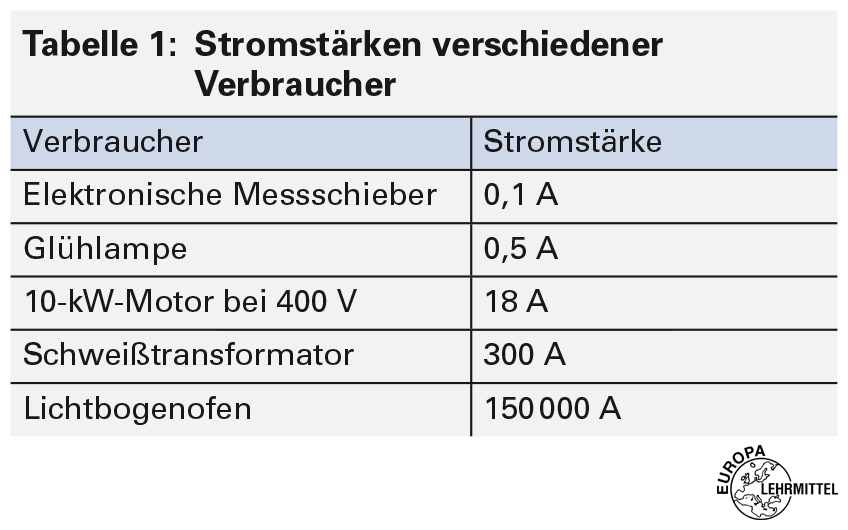 Tabelle 1: Stromstärken verschiedener
Verbraucher
Verbraucher Stromstärke
Elektronische Messschieber 0,1 A
Glühlampe 0,5 A
10-kW-Motor bei 400 V 18 A
Schweißtransformator 300 A
Lichtbogenofen 150 000 A
EUROPA
LEHRMITTEL